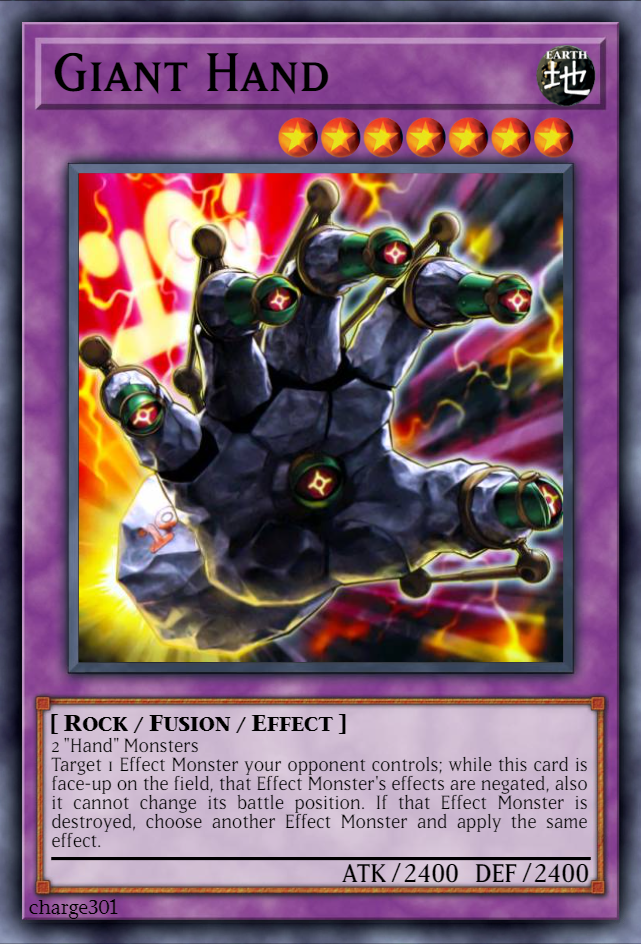 Giant Hand
EARTH
地
[ Rock / Fusion / Effect ]
2 "Hand" Monsters
Target 1 Effect Monster your opponent controls; while this card is
face-up on the field, that Effect Monster's effects are negated, also
it cannot change its battle position. If that Effect Monster is
destroyed, choose another Effect Monster and apply the same
effect.
ATK/2400 DEF/2400
charge301